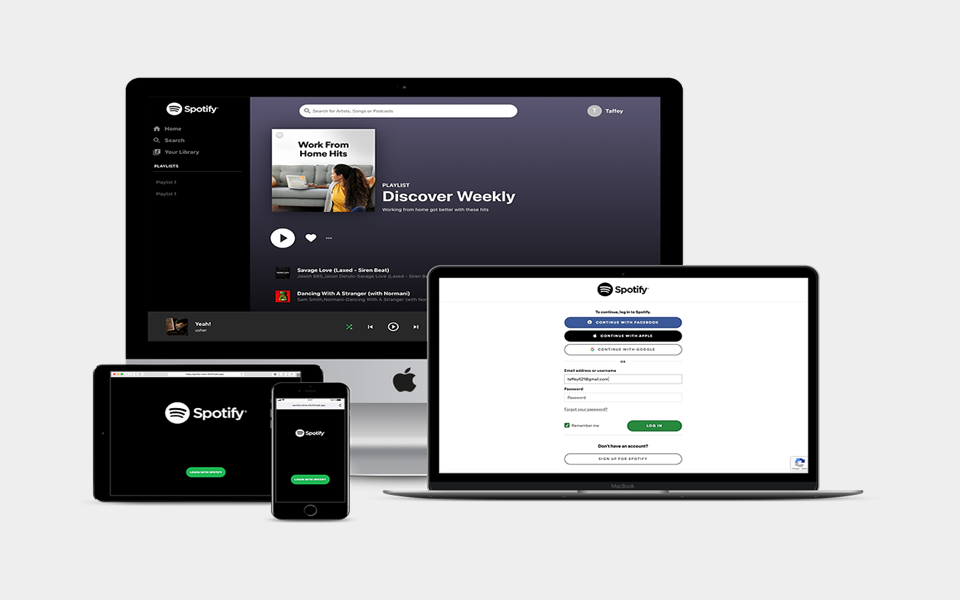 Spotify
Search for Artists, Songs or Podcasts
T Taffey
Home
Search
Your Library
PLAYLISTS
Playlist 1
Playlist 1
Work From
Home Hits
PLAYLIST
Discover Weekly
Working from home got better with these hits
Savage Love (Laxed - Siren Beat)
Jason Derulo-Savage Love (Laxed - Siren
Dancing With A Stranger (with Normani)
Sam Smith,Normani-Dancing With A Stranger (with
Yeah!
usher
Spotify
To continue, log in to Spotify.
CONTINUE WITH FACEBOOK
CONTINUE WITH APPLE
CONTINUE WITH GOOGLE
OR
Email address or username
taffey621@gmail.com
Password
Password
Forgot your password?
Remember me
LOG IN
Don't have an account?
SIGN UP FOR SPOTIFY
MacBook
Spotify
LOGIN WITH SPOTIFY
Spotify
LOGIN WITH SPOTIFY